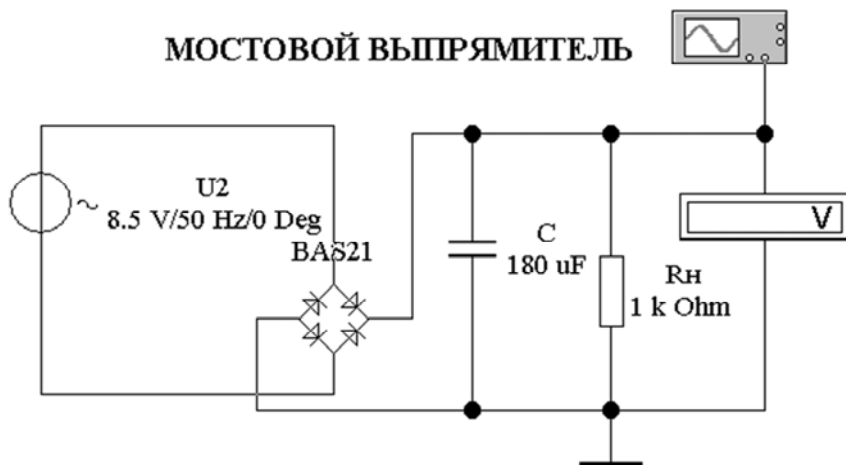 МОСТОВОЙ ВЫПРЯМИТЕЛЬ
U2
8.5 V/50 Hz/0 Deg
BAS21
C
180 uF
Rн
1 k Ohm
V